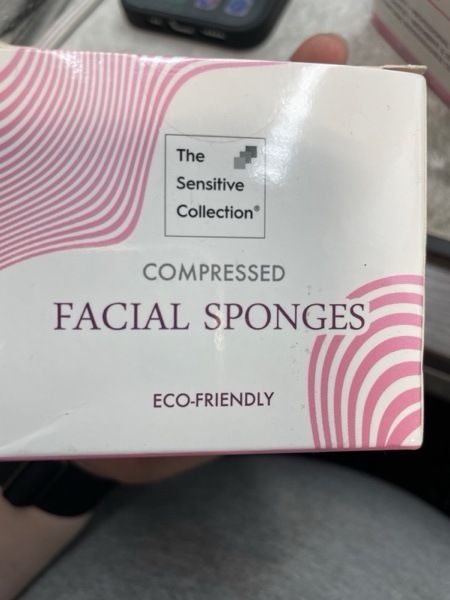 The
Sensitive
Collection®
COMPRESSED
FACIAL SPONGES
ECO-FRIENDLY